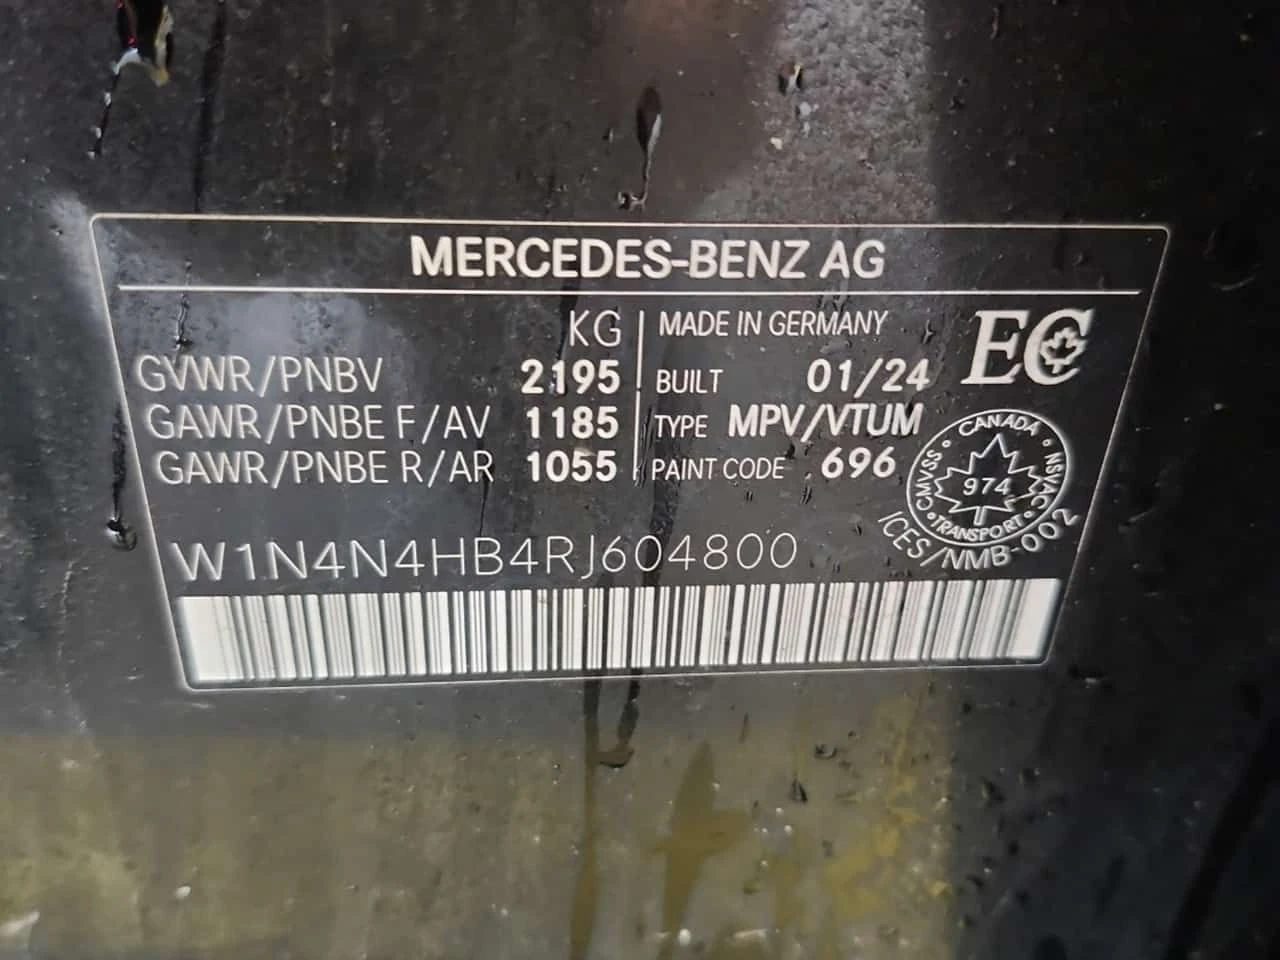 MERCEDES-BENZ AG
KG
GVWR/PNBV 2195
GAWR/PNBE F/AV 1185
GAWR/PNBE R/AR 1055
MADE IN GERMANY
BUILT 01/24
TYPE MPV/VTUM
PAINT CODE 696
EC
CANADA
CMVSS
NSVAC
974
TRANSPORT
ICES/NMB-002
W1N4N4HB4RJ604800